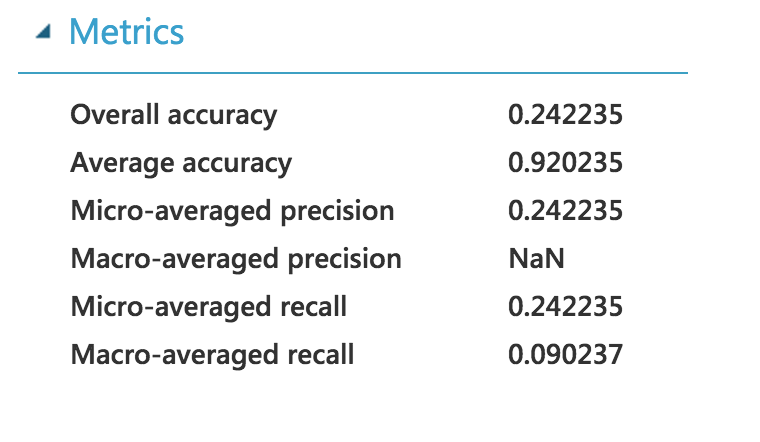 Metrics
Overall accuracy 0.242235
Average accuracy 0.920235
Micro-averaged precision 0.242235
Macro-averaged precision NaN
Micro-averaged recall 0.242235
Macro-averaged recall 0.090237